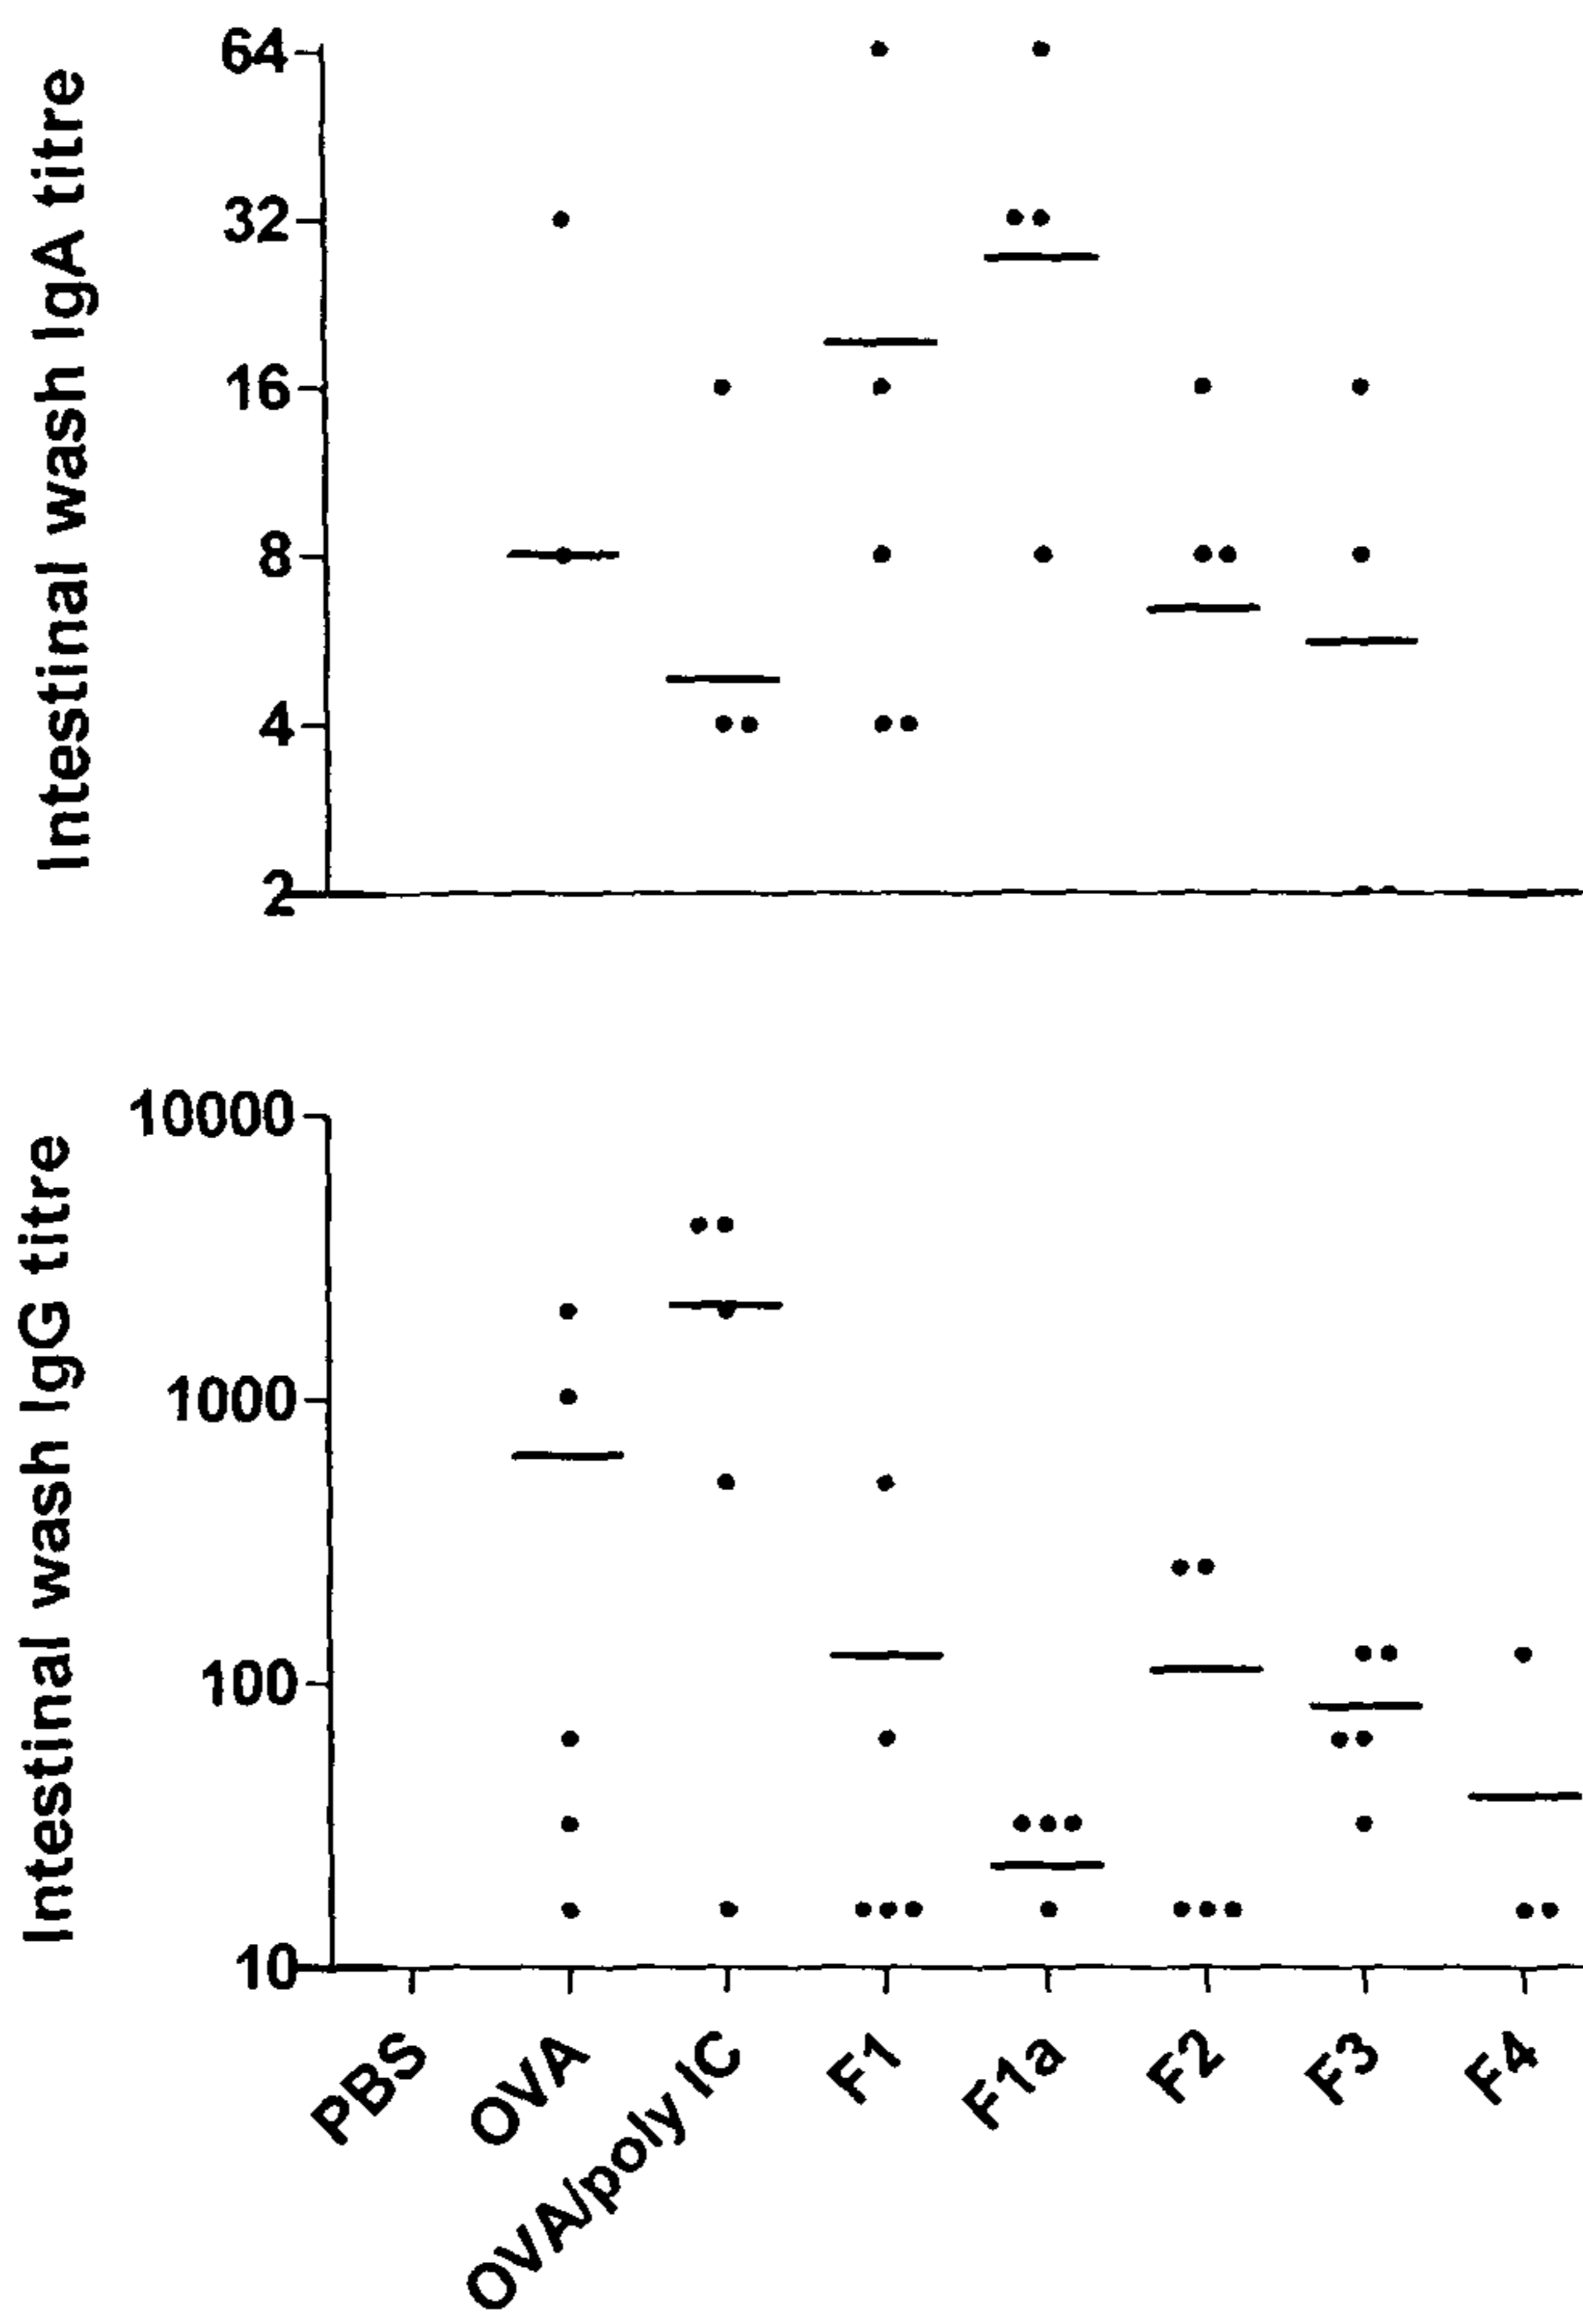 Intestinal wash IgA titre
64
32
16
8
4
2
Intestinal wash IgG titre
10000
1000
100
10
PBS
OVA
OVA/poly IC
F1
F1a
F2
F3
F4